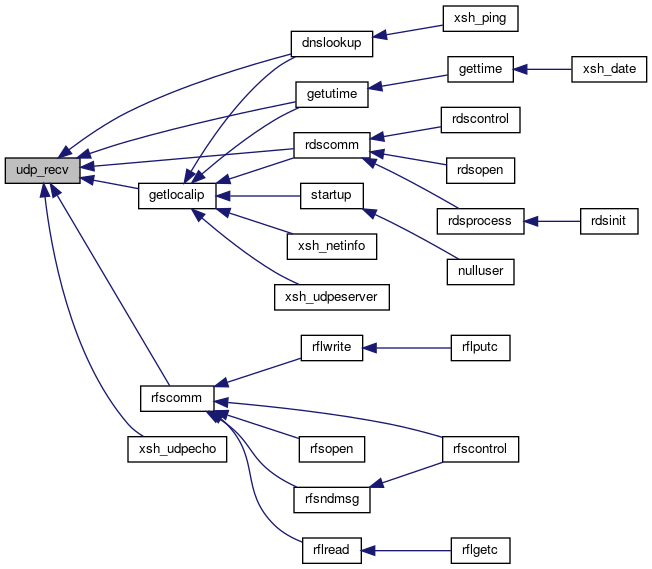 xsh_ping
dnslookup
gettime
xsh_date
getutime
rdscontrol
rdscomm
udp_recv
rdsopen
getlocalip
startup
rdsprocess
rdsinit
xsh_netinfo
nulluser
xsh_udpeserver
rflwrite
rflputc
rfscomm
xsh_udpecho
rfsopen
rfscontrol
rfsndmsg
rflread
rflgetc